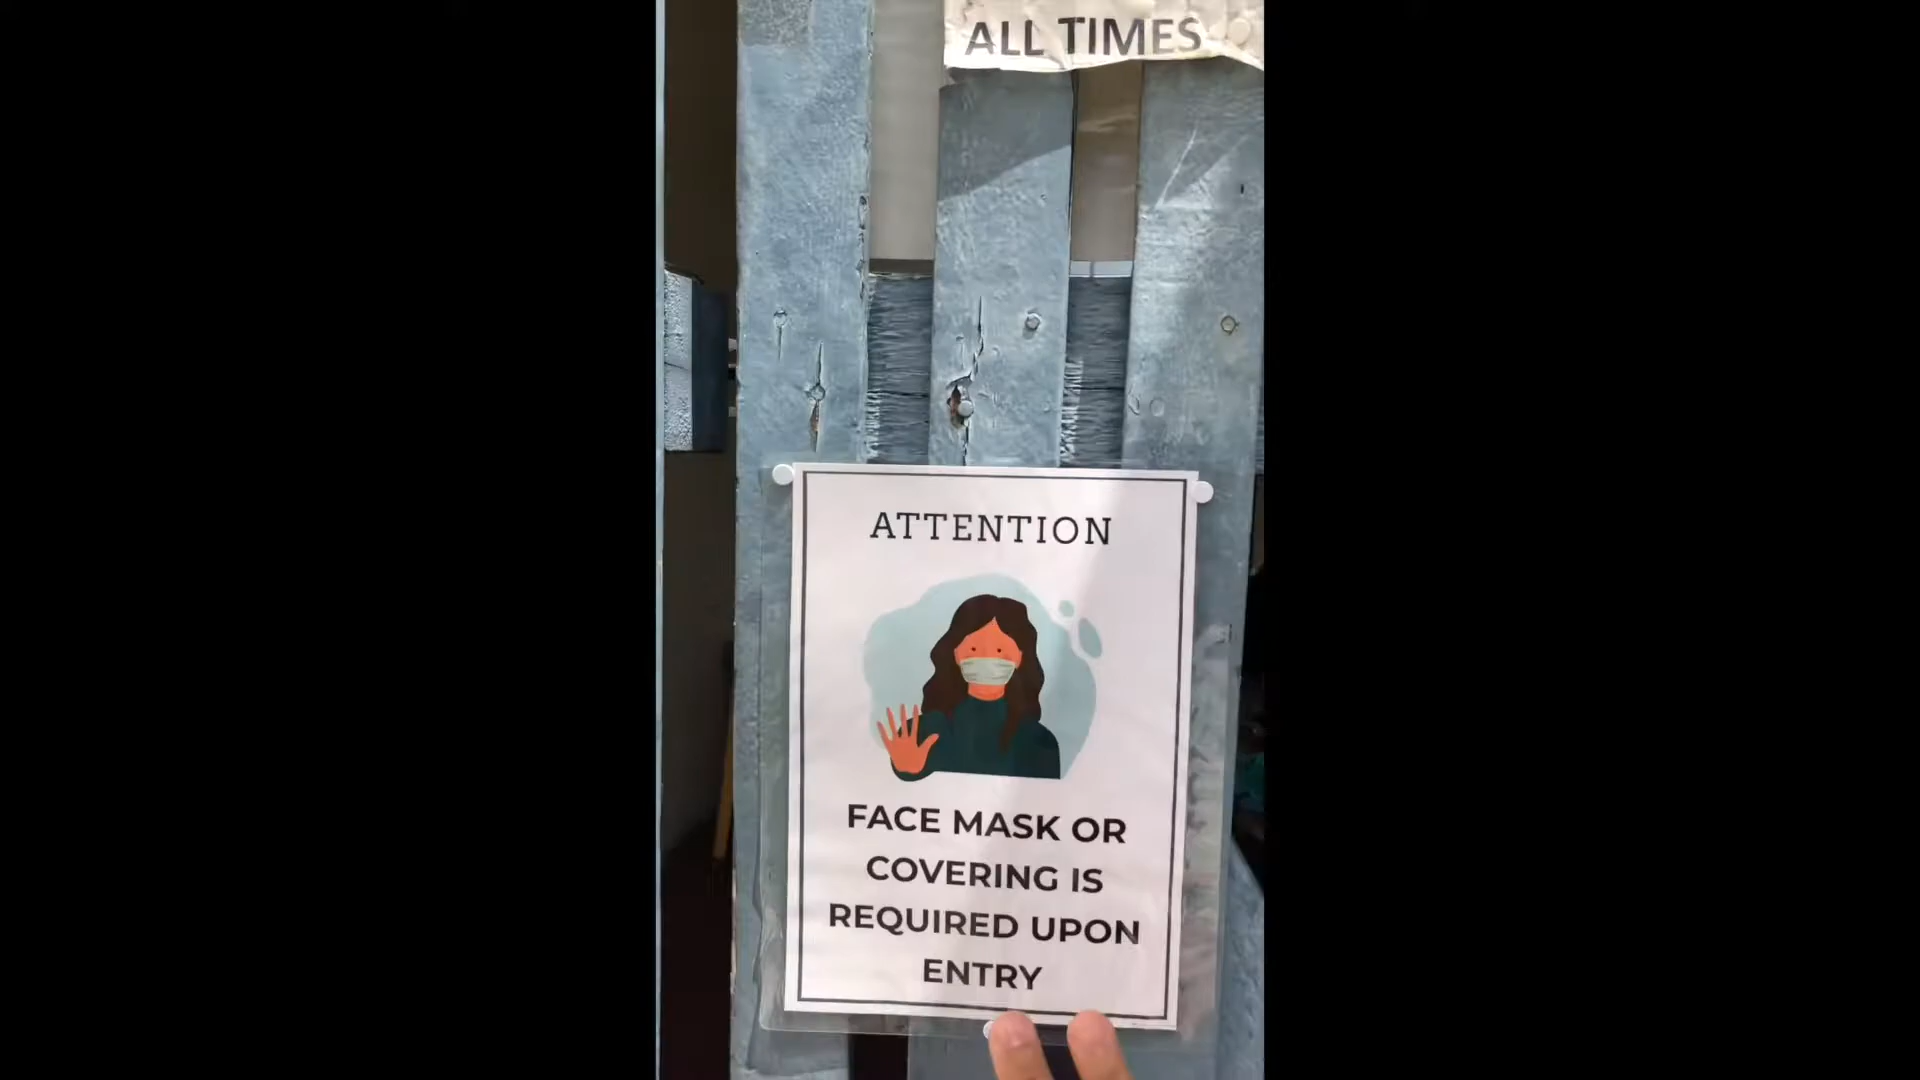 ALL TIMES
ATTENTION
FACE MASK OR
COVERING IS
REQUIRED UPON
ENTRY